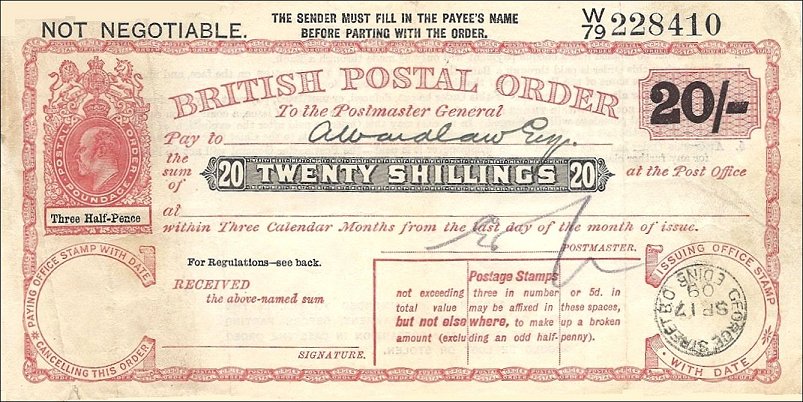 NOT NEGOTIABLE.
THE SENDER MUST FILL IN THE PAYEE'S NAME
BEFORE PARTING WITH THE ORDER.
W/79 228410
BRITISH POSTAL ORDER
20/-
To the Postmaster General
Pay to A Wardlaw Esq.
the sum of
20 TWENTY SHILLINGS 20
at the Post Office
at
within Three Calendar Months from the last day of the month of issue.
POSTMASTER.
POSTAL ORDER
POUNDAGE
Three Half-Pence
PAYING OFFICE STAMP WITH DATE
CANCELLING THIS ORDER
For Regulations—see back.
RECEIVED
the above-named sum
SIGNATURE.
Postage Stamps
not exceeding three in number or 5d. in
total value may be affixed in these spaces,
but not elsewhere, to make up a broken
amount (excluding an odd half-penny).
ISSUING OFFICE STAMP
WITH DATE
GEORGE STREET B.O.
EDINR
SP 17
09
A